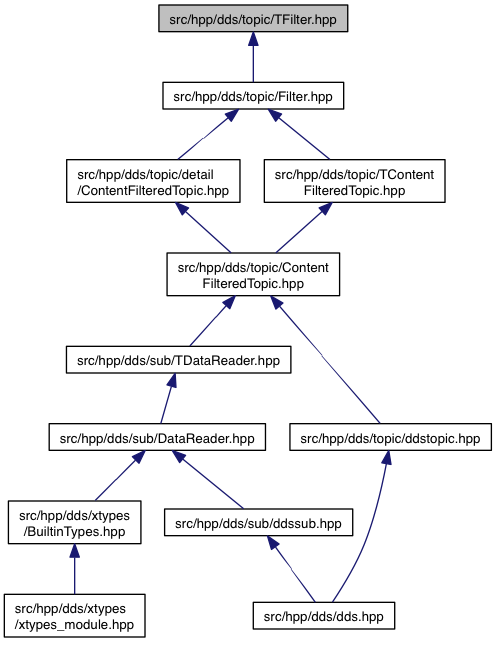 src/hpp/dds/topic/TFilter.hpp
src/hpp/dds/topic/Filter.hpp
src/hpp/dds/topic/detail
/ContentFilteredTopic.hpp
src/hpp/dds/topic/TContent
FilteredTopic.hpp
src/hpp/dds/topic/Content
FilteredTopic.hpp
src/hpp/dds/sub/TDataReader.hpp
src/hpp/dds/sub/DataReader.hpp
src/hpp/dds/topic/ddstopic.hpp
src/hpp/dds/xtypes
/BuiltinTypes.hpp
src/hpp/dds/sub/ddssub.hpp
src/hpp/dds/xtypes
/xtypes_module.hpp
src/hpp/dds/dds.hpp